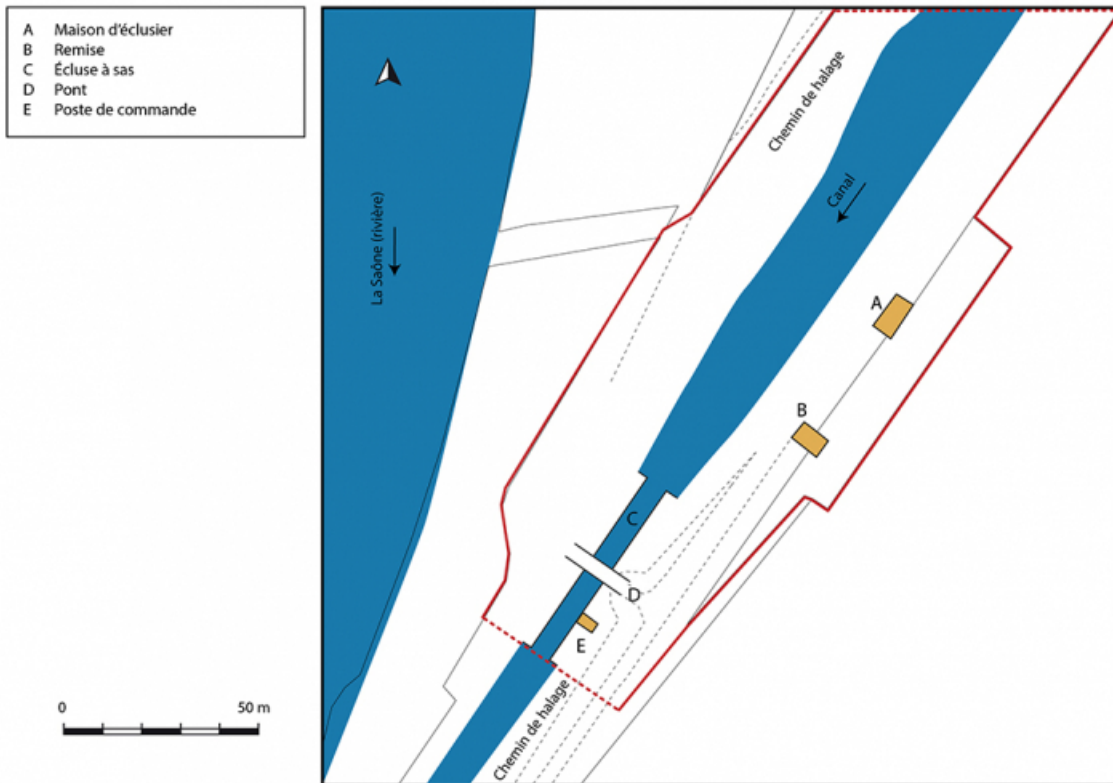 A Maison d'éclusier
B Remise
C Écluse à sas
D Pont
E Poste de commande
Chemin de halage
Canal
La Saône (rivière)
A
B
C
D
E
Chemin de halage
0 50 m